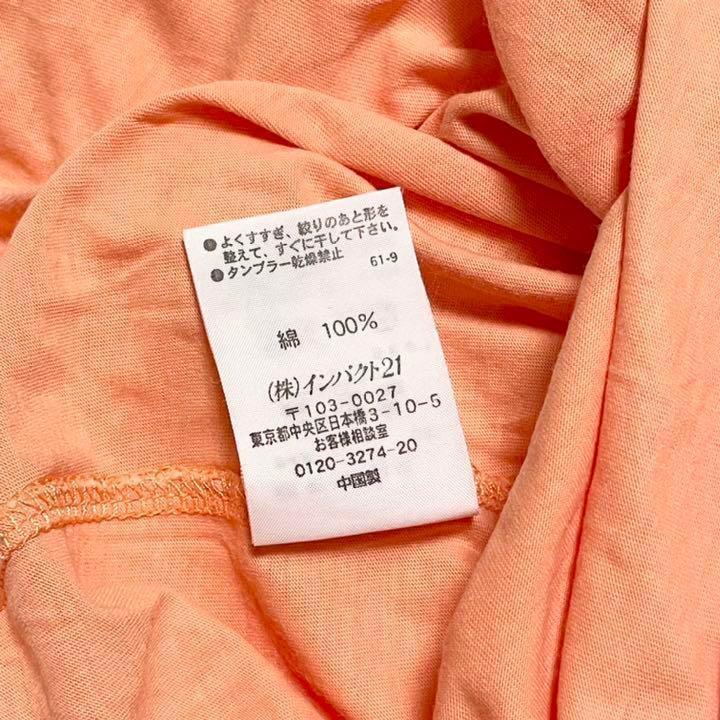 ●よくすすぎ、絞りのあと形を
整えて、すぐに干して下さい。
●タンブラー乾燥禁止 61-9
綿 100%
(株)インパクト21
〒103-0027
東京都中央区日本橋3-10-5
お客様相談室
0120-3274-20
中国製